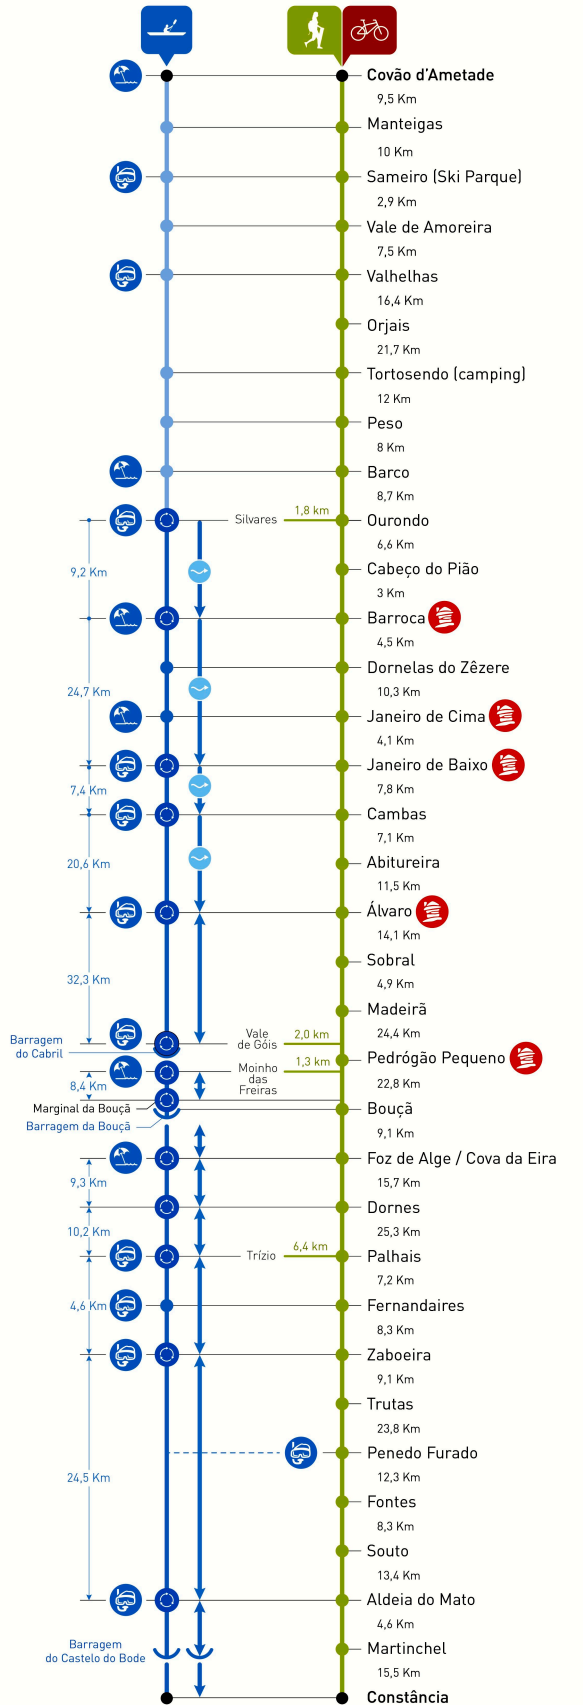 Covão d'Ametade
9,5 Km
Manteigas
10 Km
Sameiro (Ski Parque)
2,9 Km
Vale de Amoreira
7,5 Km
Valhelhas
16,4 Km
Orjais
21,7 Km
Tortosendo (camping)
12 Km
Peso
8 Km
Barco
8,7 Km
Silvares
1,8 km
Ourondo
6,6 Km
9,2 Km
Cabeço do Pião
3 Km
Barroca
4,5 Km
Dornelas do Zêzere
24,7 Km
10,3 Km
Janeiro de Cima
4,1 Km
Janeiro de Baixo
7,4 Km
7,8 Km
Cambas
7,1 Km
20,6 Km
Abitureira
11,5 Km
Álvaro
14,1 Km
Sobral
32,3 Km
4,9 Km
Madeirã
24,4 Km
Barragem
do Cabril
Vale
de Góis
2,0 km
Pedrógão Pequeno
Moinho
das
Freiras
1,3 km
8,4 Km
22,8 Km
Marginal da Bouçã
Bouçã
Barragem da Bouçã
9,1 Km
Foz de Alge / Cova da Eira
9,3 Km
15,7 Km
Dornes
10,2 Km
25,3 Km
Trízio
6,4 km
Palhais
7,2 Km
4,6 Km
Fernandaires
8,3 Km
Zaboeira
9,1 Km
Trutas
23,8 Km
Penedo Furado
24,5 Km
12,3 Km
Fontes
8,3 Km
Souto
13,4 Km
Aldeia do Mato
4,6 Km
Barragem
do Castelo do Bode
Martinchel
15,5 Km
Constância